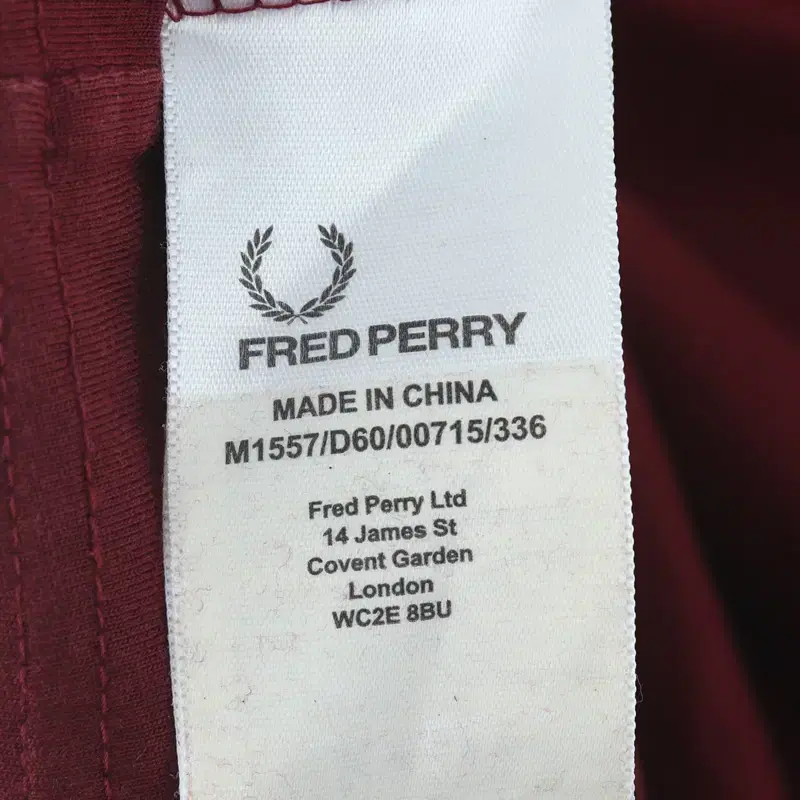 FRED PERRY
MADE IN CHINA
M1557/D60/00715/336
Fred Perry Ltd
14 James St
Covent Garden
London
WC2E 8BU